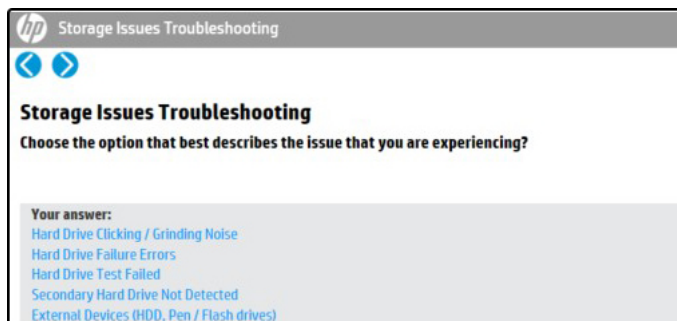 hp Storage Issues Troubleshooting
Storage Issues Troubleshooting
Choose the option that best describes the issue that you are experiencing?
Your answer:
Hard Drive Clicking / Grinding Noise
Hard Drive Failure Errors
Hard Drive Test Failed
Secondary Hard Drive Not Detected
External Devices (HDD, Pen / Flash drives)